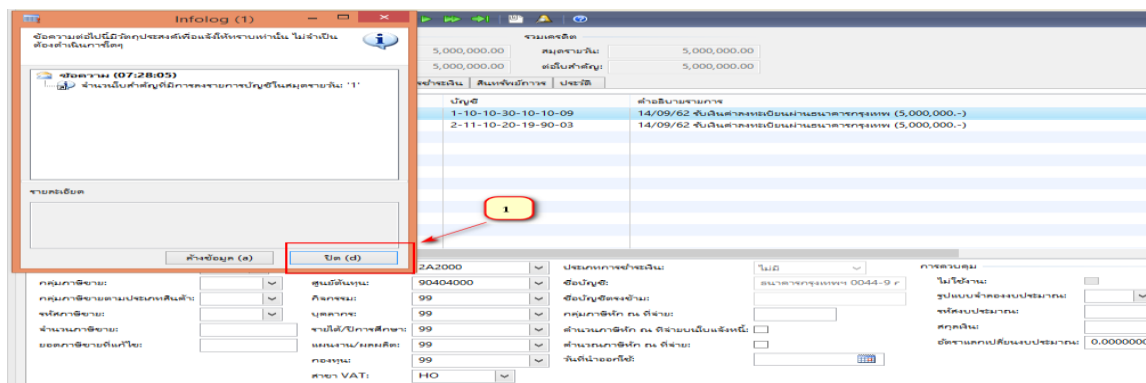 Infolog (1)
ข้อความต่อไปนี้มีวัตถุประสงค์เพื่อแจ้งให้ทราบเท่านั้น ไม่จำเป็น
ต้องดำเนินการใดๆ
ข้อความ (07:28:05)
จำนวนใบสำคัญที่มีการลงรายการบัญชีในสมุดรายวัน: '1'
รายละเอียด
ล้างข้อมูล (a)
ปิด (d)
1
รวมเครดิต
5,000,000.00 สมุดรายวัน: 5,000,000.00
5,000,000.00 ต่อใบสำคัญ: 5,000,000.00
รชำระเงิน สินทรัพย์ถาวร ประวัติ
บัญชี คำอธิบายรายการ
1-10-10-30-10-10-09 14/09/62 รับเงินค่าลงทะเบียนผ่านธนาคารกรุงเทพ (5,000,000.-)
2-11-10-20-19-90-03 14/09/62 รับเงินค่าลงทะเบียนผ่านธนาคารกรุงเทพ (5,000,000.-)
2A2000 ประเภทการชำระเงิน: ไม่มี การควบคุม
กลุ่มภาษีขาย: ศูนย์ต้นทุน: 90404000 ชื่อบัญชี: ธนาคารกรุงเทพฯ 0044-9 ก ไม่ใช้งาน:
กลุ่มภาษีขายตามประเภทสินค้า: กิจกรรม: 99 ชื่อบัญชีตรงข้าม: รูปแบบจำลองงบประมาณ:
รหัสภาษีขาย: บุคลากร: 99 กลุ่มภาษีหัก ณ ที่จ่าย: รหัสงบประมาณ:
จำนวนภาษีขาย: รายได้/ปีการศึกษา: 99 คำนวณภาษีหัก ณ ที่จ่ายบนใบแจ้งหนี้: สกุลเงิน:
ยอดภาษีขายที่แก้ไข: แผนงาน/ผลผลิต: 99 คำนวณภาษีหัก ณ ที่จ่าย: อัตราแลกเปลี่ยนงบประมาณ: 0.0000000
กองทุน: 99 วันที่นำออกใช้:
สาขา VAT: HO